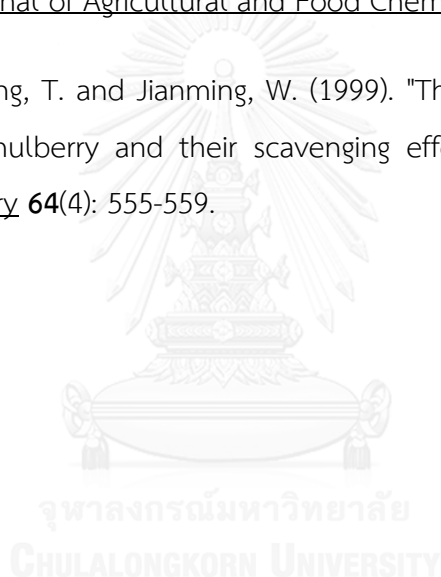 nal of Agricultural and Food Chem
ng, T. and Jianming, W. (1999). "Th
nulberry and their scavenging effe
ry 64(4): 555-559.
จุฬาลงกรณ์มหาวิทยาลัย
CHULALONGKORN UNIVERSITY